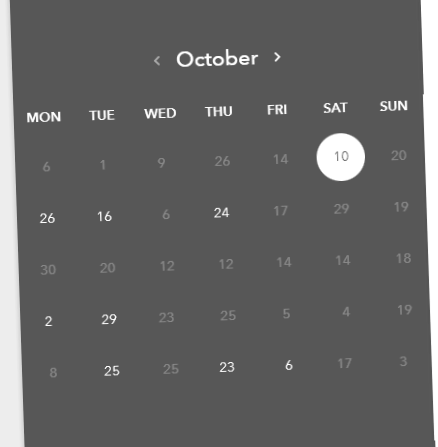 ‹ October ›
MON TUE WED THU FRI SAT SUN
6 1 9 26 14 10 20
26 16 6 24 17 29 19
30 20 12 12 14 14 18
2 29 23 25 5 4 19
8 25 25 23 6 17 3